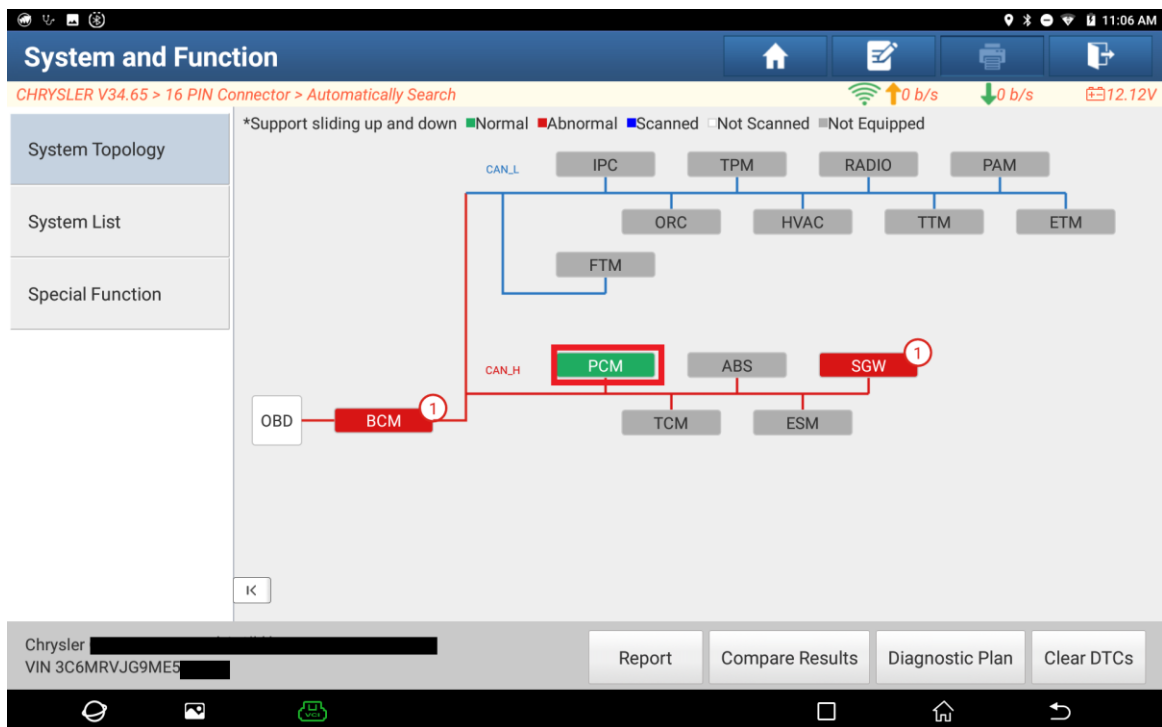 11:06 AM
System and Function
CHRYSLER V34.65 > 16 PIN Connector > Automatically Search
0 b/s
0 b/s
12.12V
System Topology
System List
Special Function
*Support sliding up and down Normal Abnormal Scanned Not Scanned Not Equipped
CAN_L
IPC TPM RADIO PAM
ORC HVAC TTM ETM
FTM
CAN_H
PCM ABS SGW 1
OBD BCM 1
TCM ESM
Chrysler
VIN 3C6MRVJG9ME5
Report Compare Results Diagnostic Plan Clear DTCs
VCI